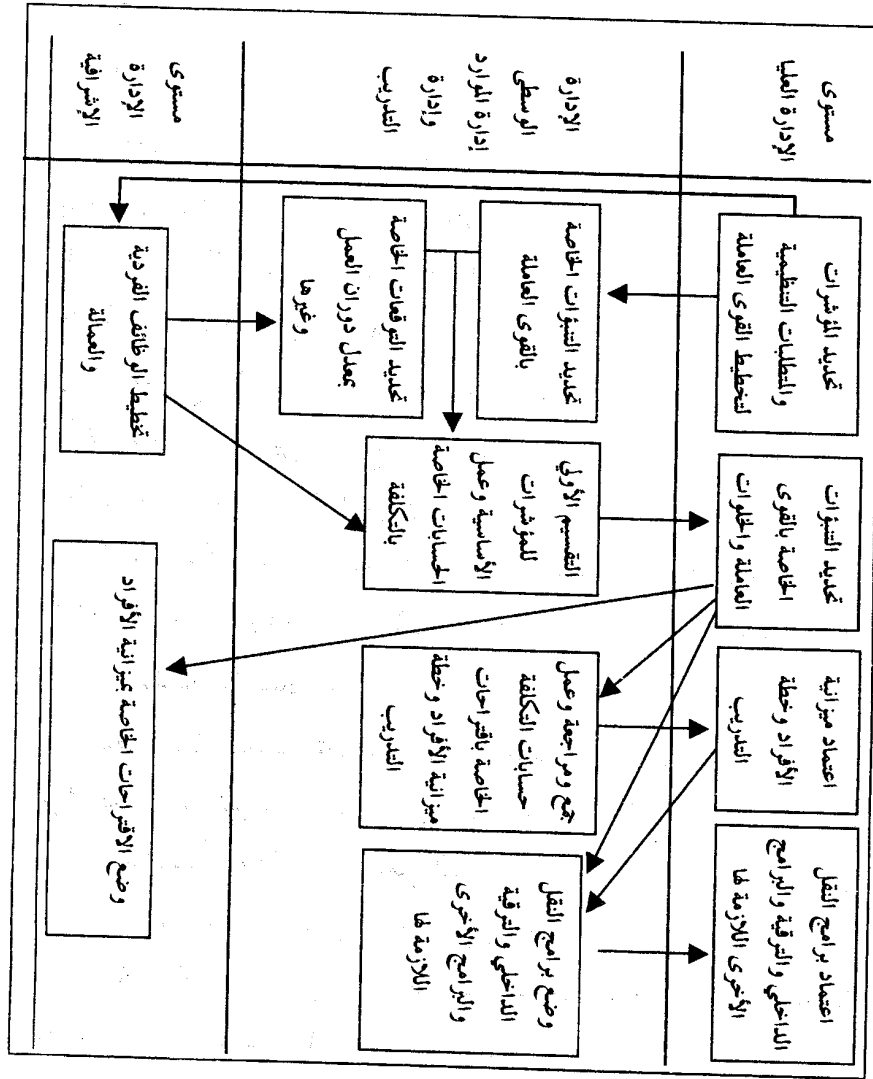 مستوى
الإدارة العليا
تحديد المؤشرات
والمتطلبات التنظيمية
لتخطيط القوى العاملة
تحديد التنبؤات
الخاصة بالقوى
العاملة والخلوات
اعتماد ميزانية
الأفراد وخطة
التدريب
اعتماد برامج النقل
الداخلي والترقية والبرامج
الأخرى اللازمة لها
الإدارة
الوسطى
إدارة الموارد
وإدارة
التدريب
تحديد التنبؤات الخاصة
بالقوى العاملة
تحديد التوقعات الخاصة
بمعدل دوران العمل
وغيرها
التقسيم الأولي
للمؤشرات
الأساسية وعمل
الحسابات الخاصة
بالتكلفة
جمع ومراجعة وعمل
حسابات التكلفة
الخاصة باقتراحات
ميزانية الأفراد وخطة
التدريب
وضع برامج النقل
الداخلي والترقية
والبرامج الأخرى
اللازمة لها
مستوى
الإدارة
الإشرافية
تخطيط الوظائف الفردية
والعمالة
وضع الاقتراحات الخاصة بميزانية الأفراد